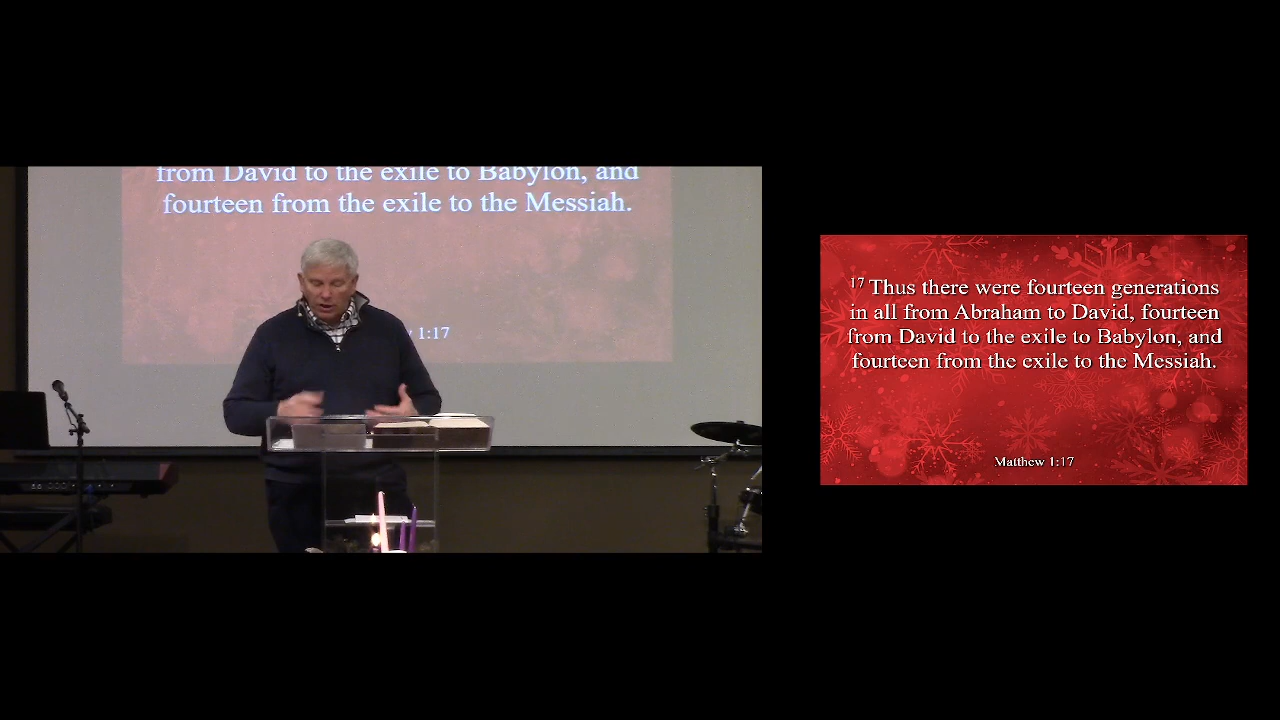 from David to the exile to Babylon, and
fourteen from the exile to the Messiah.
1:17
17 Thus there were fourteen generations
in all from Abraham to David, fourteen
from David to the exile to Babylon, and
fourteen from the exile to the Messiah.
Matthew 1:17